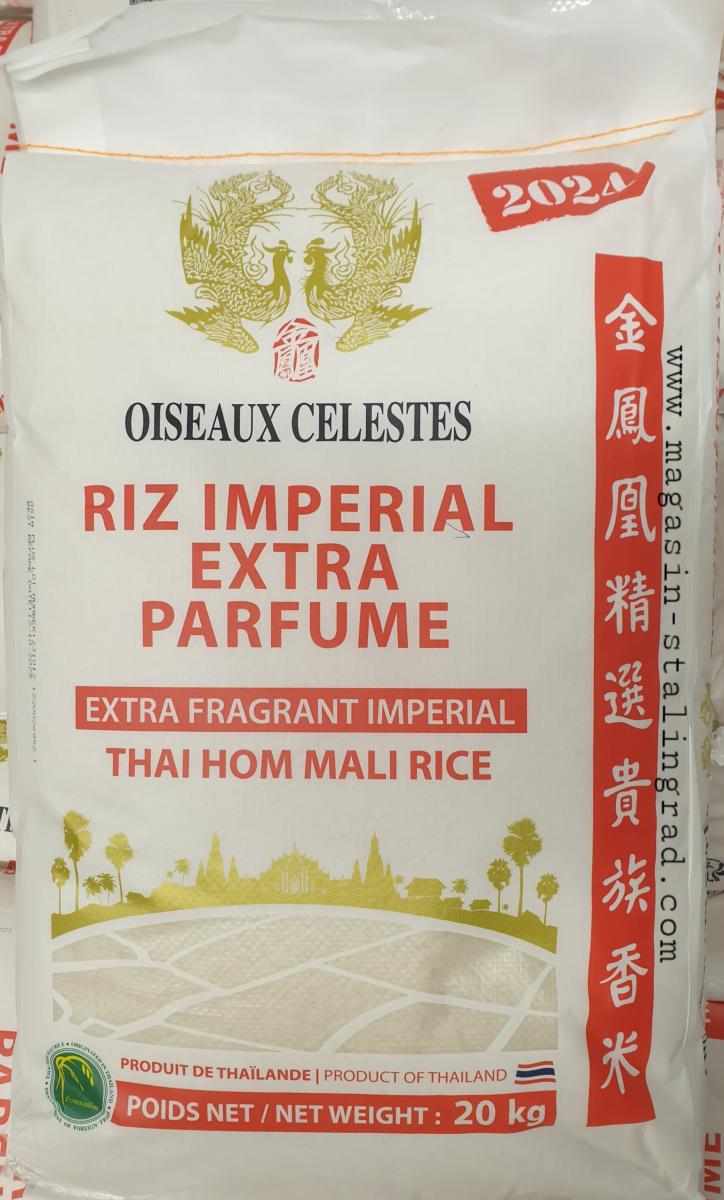 2024
OISEAUX CELESTES
RIZ IMPERIAL
EXTRA
PARFUME
EXTRA FRAGRANT IMPERIAL
THAI HOM MALI RICE
金鳳凰精選貴族香米
www.magasin-stalingrad.com
PRODUIT DE THAÏLANDE | PRODUCT OF THAILAND
POIDS NET / NET WEIGHT : 20 kg